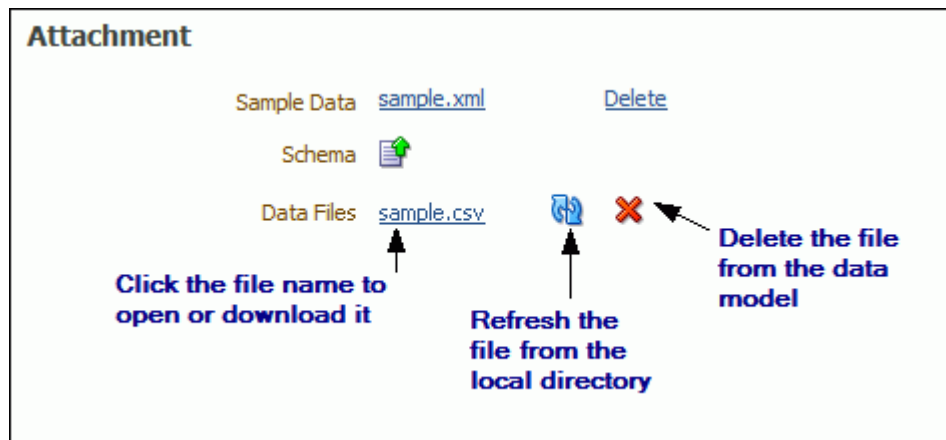 Attachment
Sample Data sample.xml Delete
Schema
Data Files sample.csv
Click the file name to
open or download it
Refresh the
file from the
local directory
Delete the file
from the data
model